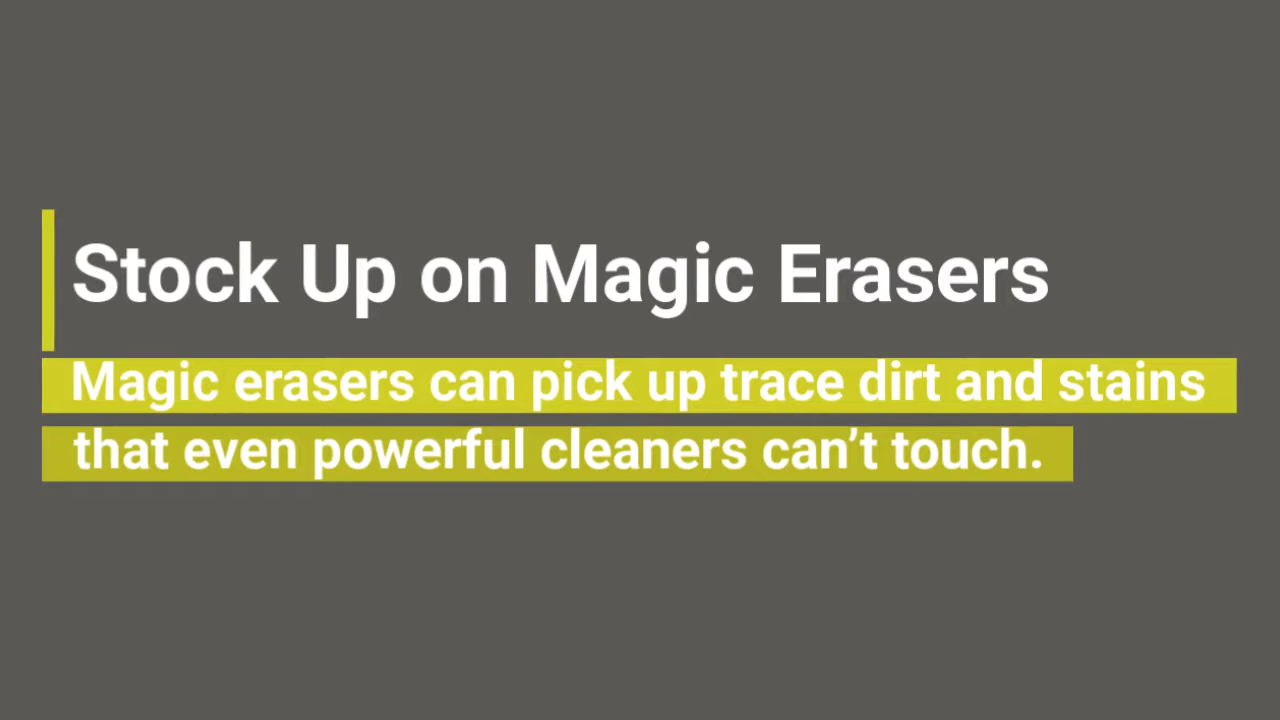 Stock Up on Magic Erasers
Magic erasers can pick up trace dirt and stains
that even powerful cleaners can’t touch.